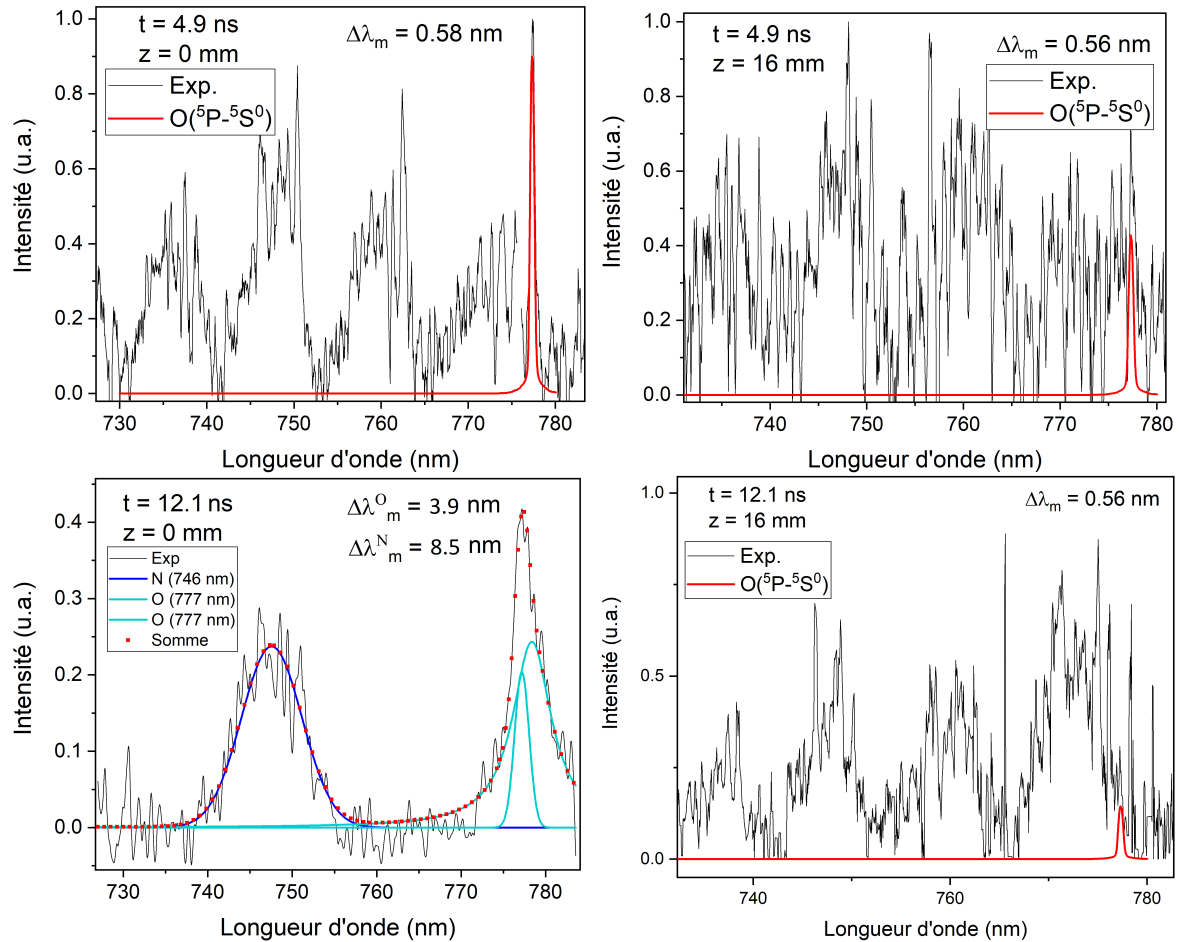 t = 4.9 ns
z = 0 mm
Δλm = 0.58 nm
Exp.
O(⁵P-⁵S⁰)
Intensité (u.a.)
1.0
0.8
0.6
0.4
0.2
0.0
730 740 750 760 770 780
Longueur d'onde (nm)
t = 4.9 ns
z = 16 mm
Δλm = 0.56 nm
Exp.
O(⁵P-⁵S⁰)
Intensité (u.a.)
1.0
0.8
0.6
0.4
0.2
0.0
740 750 760 770 780
Longueur d'onde (nm)
t = 12.1 ns
z = 0 mm
Δλᴼm = 3.9 nm
Δλᴺm = 8.5 nm
Exp
N (746 nm)
O (777 nm)
O (777 nm)
Somme
Intensité (u.a.)
0.4
0.3
0.2
0.1
0.0
730 740 750 760 770 780
Longueur d'onde (nm)
t = 12.1 ns
z = 16 mm
Δλm = 0.56 nm
Exp.
O(⁵P-⁵S⁰)
Intensité (u.a.)
1.0
0.5
0.0
740 750 760 770 780
Longueur d'onde (nm)